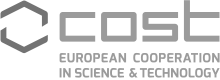 cost
EUROPEAN COOPERATION
IN SCIENCE & TECHNOLOGY